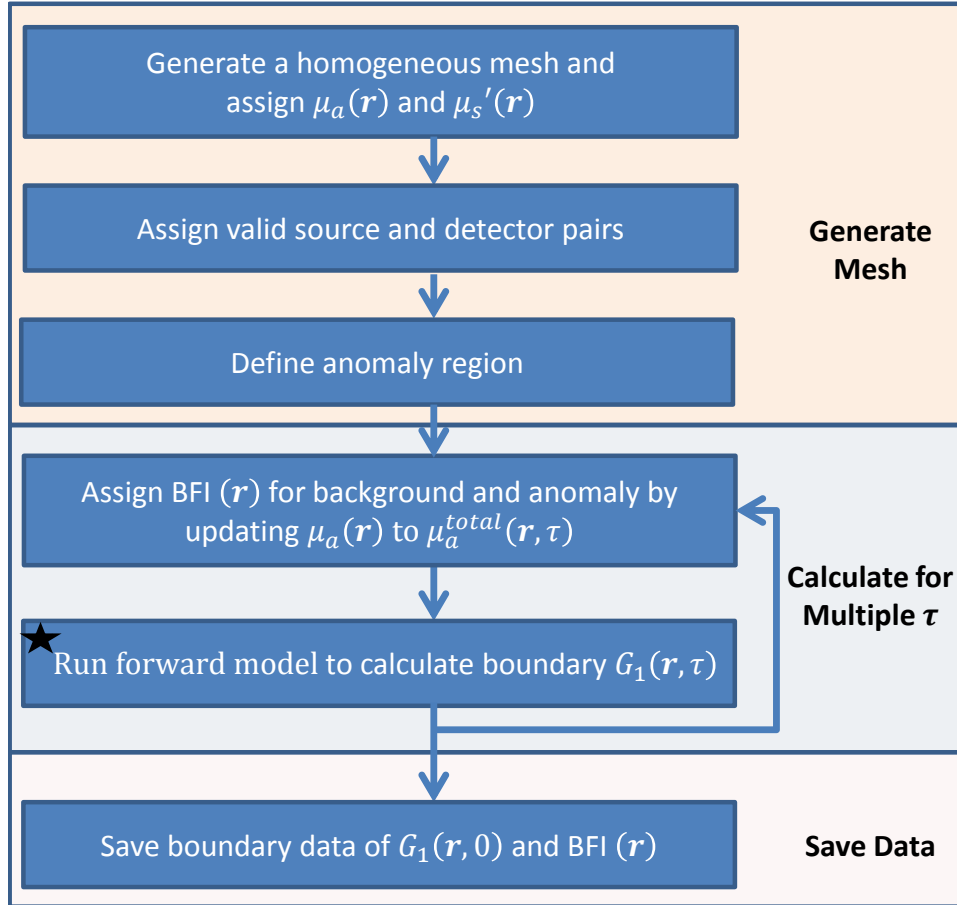 Generate a homogeneous mesh and
assign μₐ(r) and μₛ′(r)
Assign valid source and detector pairs
Define anomaly region
Generate
Mesh
Assign BFI (r) for background and anomaly by
updating μₐ(r) to μₐᵗᵒᵗᵃˡ(r, τ)
Run forward model to calculate boundary G₁(r, τ)
Calculate for
Multiple τ
Save boundary data of G₁(r, 0) and BFI (r)
Save Data